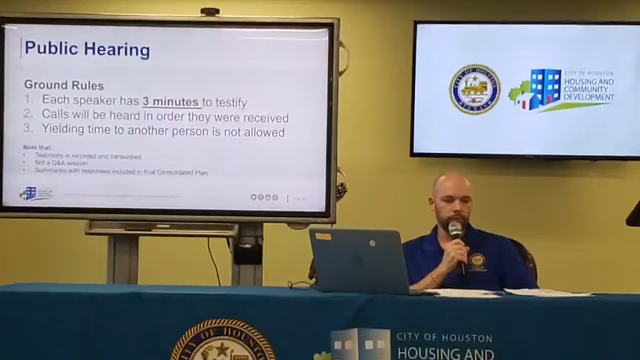 Public Hearing
Ground Rules
1. Each speaker has 3 minutes to testify
2. Calls will be heard in order they were received
3. Yielding time to another person is not allowed
Note that:
• Testimony is recorded and transcribed
• Not a Q&A session
• Summaries with responses included in final Consolidated Plan
CITY OF HOUSTON
HOUSING AND
COMMUNITY
DEVELOPMENT
CITY OF HOUSTON
HOUSING AND